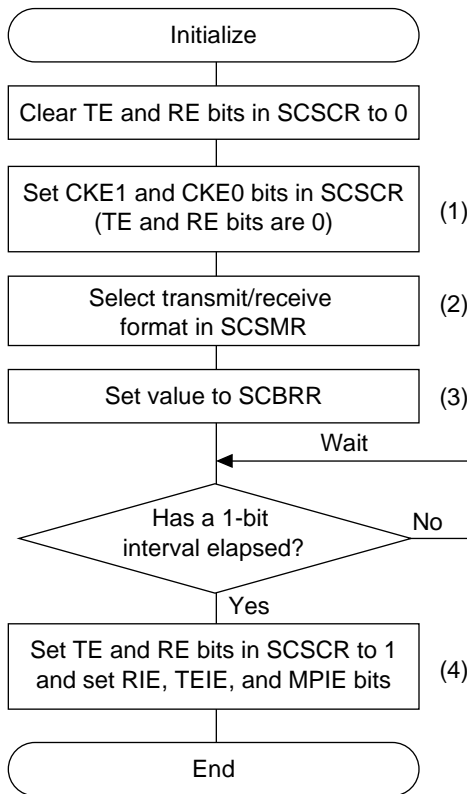 Initialize
Clear TE and RE bits in SCSCR to 0
Set CKE1 and CKE0 bits in SCSCR
(TE and RE bits are 0)
(1)
Select transmit/receive
format in SCSMR
(2)
Set value to SCBRR
(3)
Wait
Has a 1-bit
interval elapsed?
No
Yes
Set TE and RE bits in SCSCR to 1
and set RIE, TEIE, and MPIE bits
(4)
End